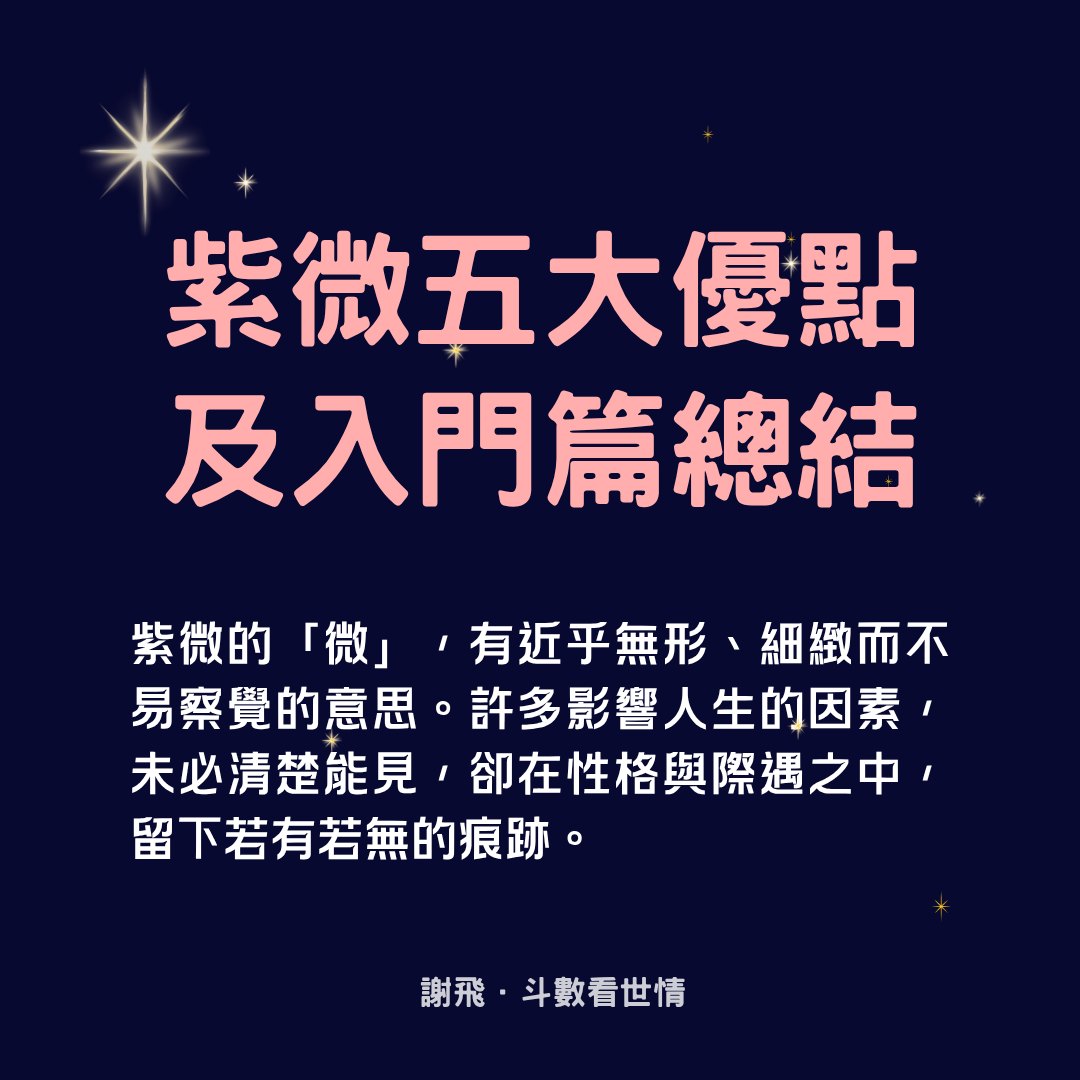 紫微五大優點
及入門篇總結
紫微的「微」，有近乎無形、細緻而不
易察覺的意思。許多影響人生的因素，
未必清楚能見，卻在性格與際遇之中，
留下若有若無的痕跡。
謝飛·斗數看世情